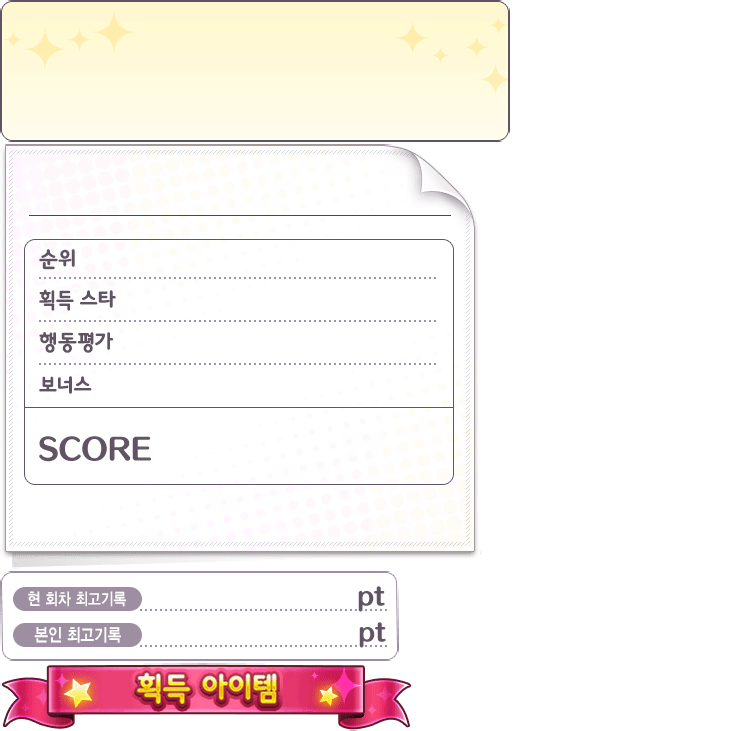 순위
획득 스타
행동평가
보너스
SCORE
현 회차 최고기록 pt
본인 최고기록 pt
획득 아이템